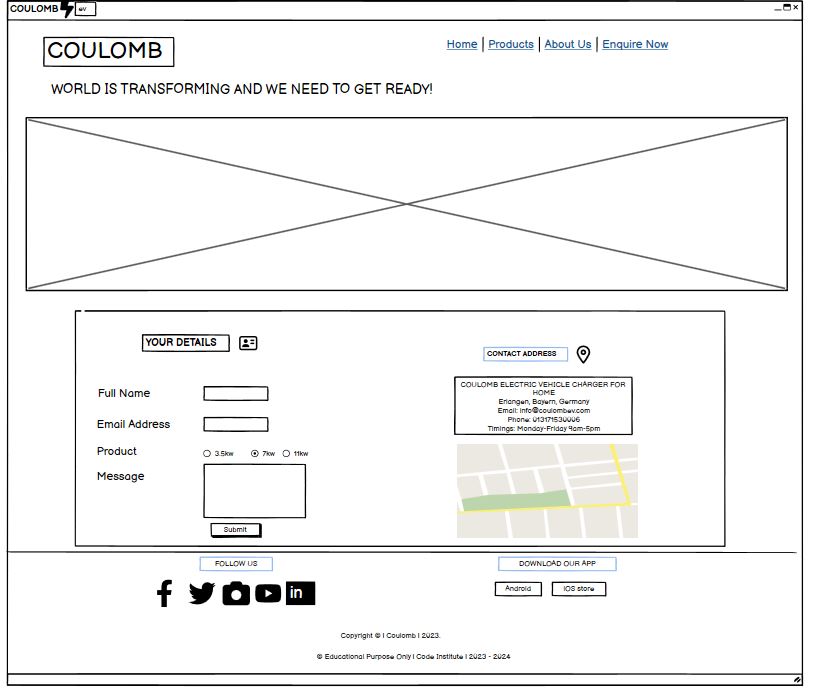 COULOMB ev
COULOMB
Home | Products | About Us | Enquire Now
WORLD IS TRANSFORMING AND WE NEED TO GET READY!
YOUR DETAILS
Full Name
Email Address
Product
3.5kw 7kw 11kw
Message
Submit
CONTACT ADDRESS
COULOMB ELECTRIC VEHICLE CHARGER FOR
HOME
Erlangen, Bayern, Germany
Email: info@coulombev.com
Phone: 013171530006
Timings: Monday-Friday 9am-5pm
FOLLOW US
in
DOWNLOAD OUR APP
Android
iOS store
Copyright © | Coulomb | 2023.
© Educational Purpose Only | Code Institute | 2023 - 2024